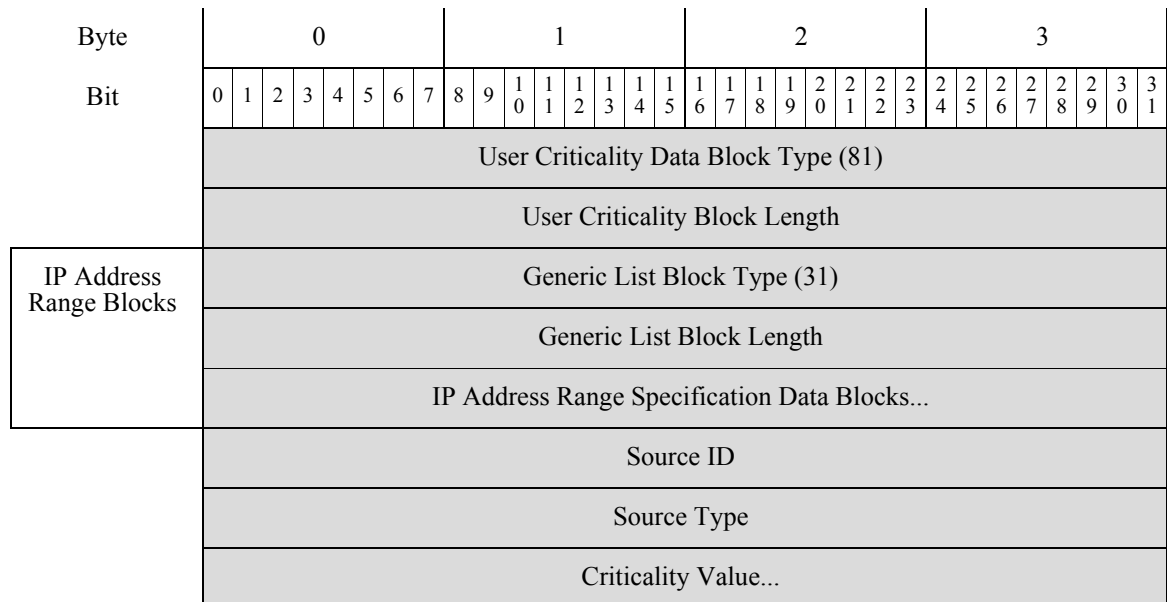 Byte 0 1 2 3
Bit 0 1 2 3 4 5 6 7 8 9 10 11 12 13 14 15 16 17 18 19 20 21 22 23 24 25 26 27 28 29 30 31
User Criticality Data Block Type (81)
User Criticality Block Length
IP Address
Range Blocks
Generic List Block Type (31)
Generic List Block Length
IP Address Range Specification Data Blocks...
Source ID
Source Type
Criticality Value...